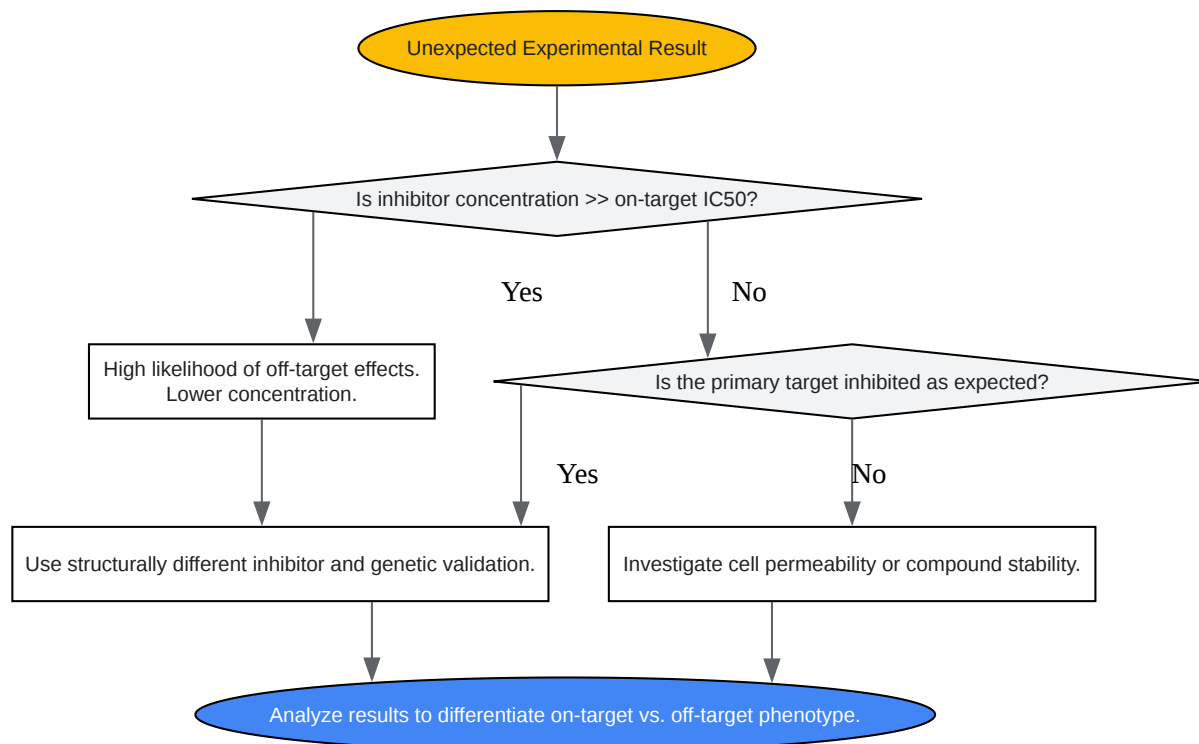 Unexpected Experimental Result
Is inhibitor concentration >> on-target IC50?
Yes
No
High likelihood of off-target effects.
Lower concentration.
Is the primary target inhibited as expected?
Yes
No
Use structurally different inhibitor and genetic validation.
Investigate cell permeability or compound stability.
Analyze results to differentiate on-target vs. off-target phenotype.